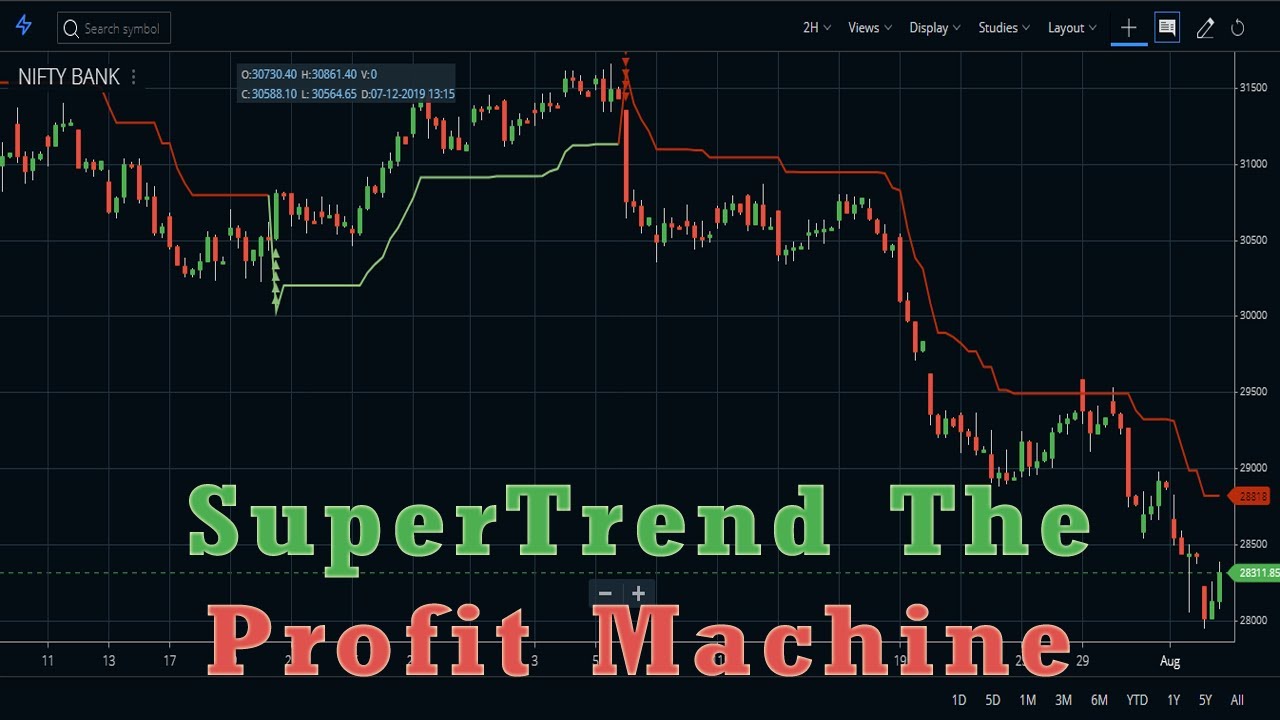 Search symbol
2H Views Display Studies Layout
NIFTY BANK
O:30730.40 H:30861.40 V:0
C:30588.10 L: 30564.65 D:07-12-2019 13:15
31500
31000
30500
30000
29500
29000
28818
28500
28311.85
28000
SuperTrend The
Profit Machine
11 13 17 3 5 19 29 Aug
1D 5D 1M 3M 6M YTD 1Y 5Y All